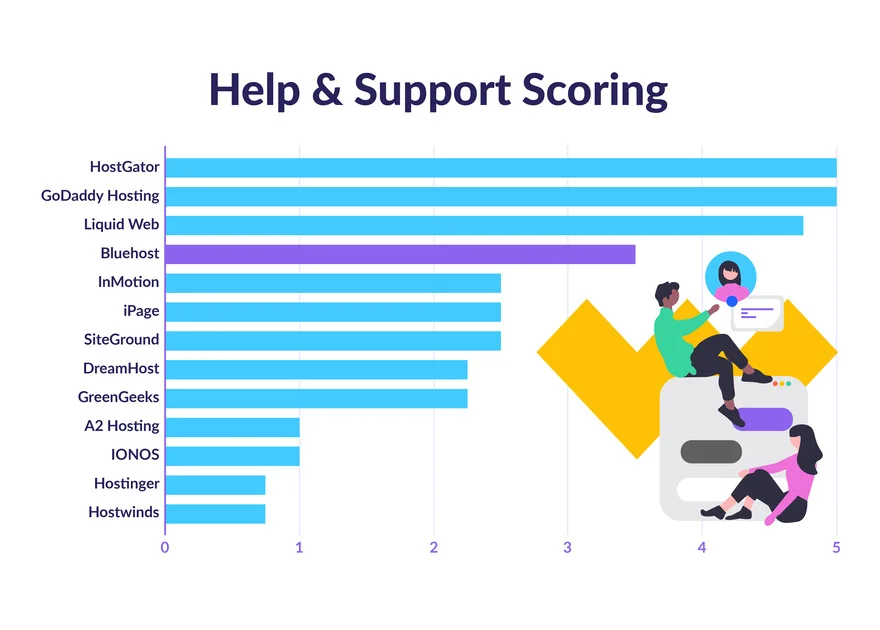 Help & Support Scoring
HostGator
GoDaddy Hosting
Liquid Web
Bluehost
InMotion
iPage
SiteGround
DreamHost
GreenGeeks
A2 Hosting
IONOS
Hostinger
Hostwinds
0 1 2 3 4 5